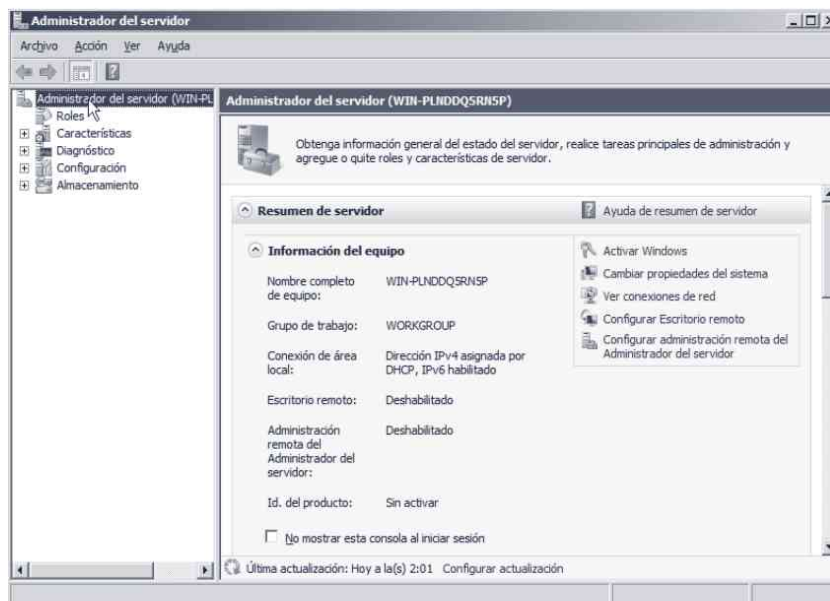 Administrador del servidor
Archivo Acción Ver Ayuda
Administrador del servidor (WIN-PL
Roles
Características
Diagnóstico
Configuración
Almacenamiento
Administrador del servidor (WIN-PLNDDQ5RN5P)
Obtenga información general del estado del servidor, realice tareas principales de administración y
agregue o quite roles y características de servidor.
Resumen de servidor
Ayuda de resumen de servidor
Información del equipo
Nombre completo
de equipo:
WIN-PLNDDQ5RN5P
Grupo de trabajo:
WORKGROUP
Conexión de área
local:
Dirección IPv4 asignada por
DHCP, IPv6 habilitado
Escritorio remoto:
Deshabilitado
Administración
remota del
Administrador del
servidor:
Deshabilitado
Id. del producto:
Sin activar
No mostrar esta consola al iniciar sesión
Activar Windows
Cambiar propiedades del sistema
Ver conexiones de red
Configurar Escritorio remoto
Configurar administración remota del
Administrador del servidor
Última actualización: Hoy a la(s) 2:01 Configurar actualización